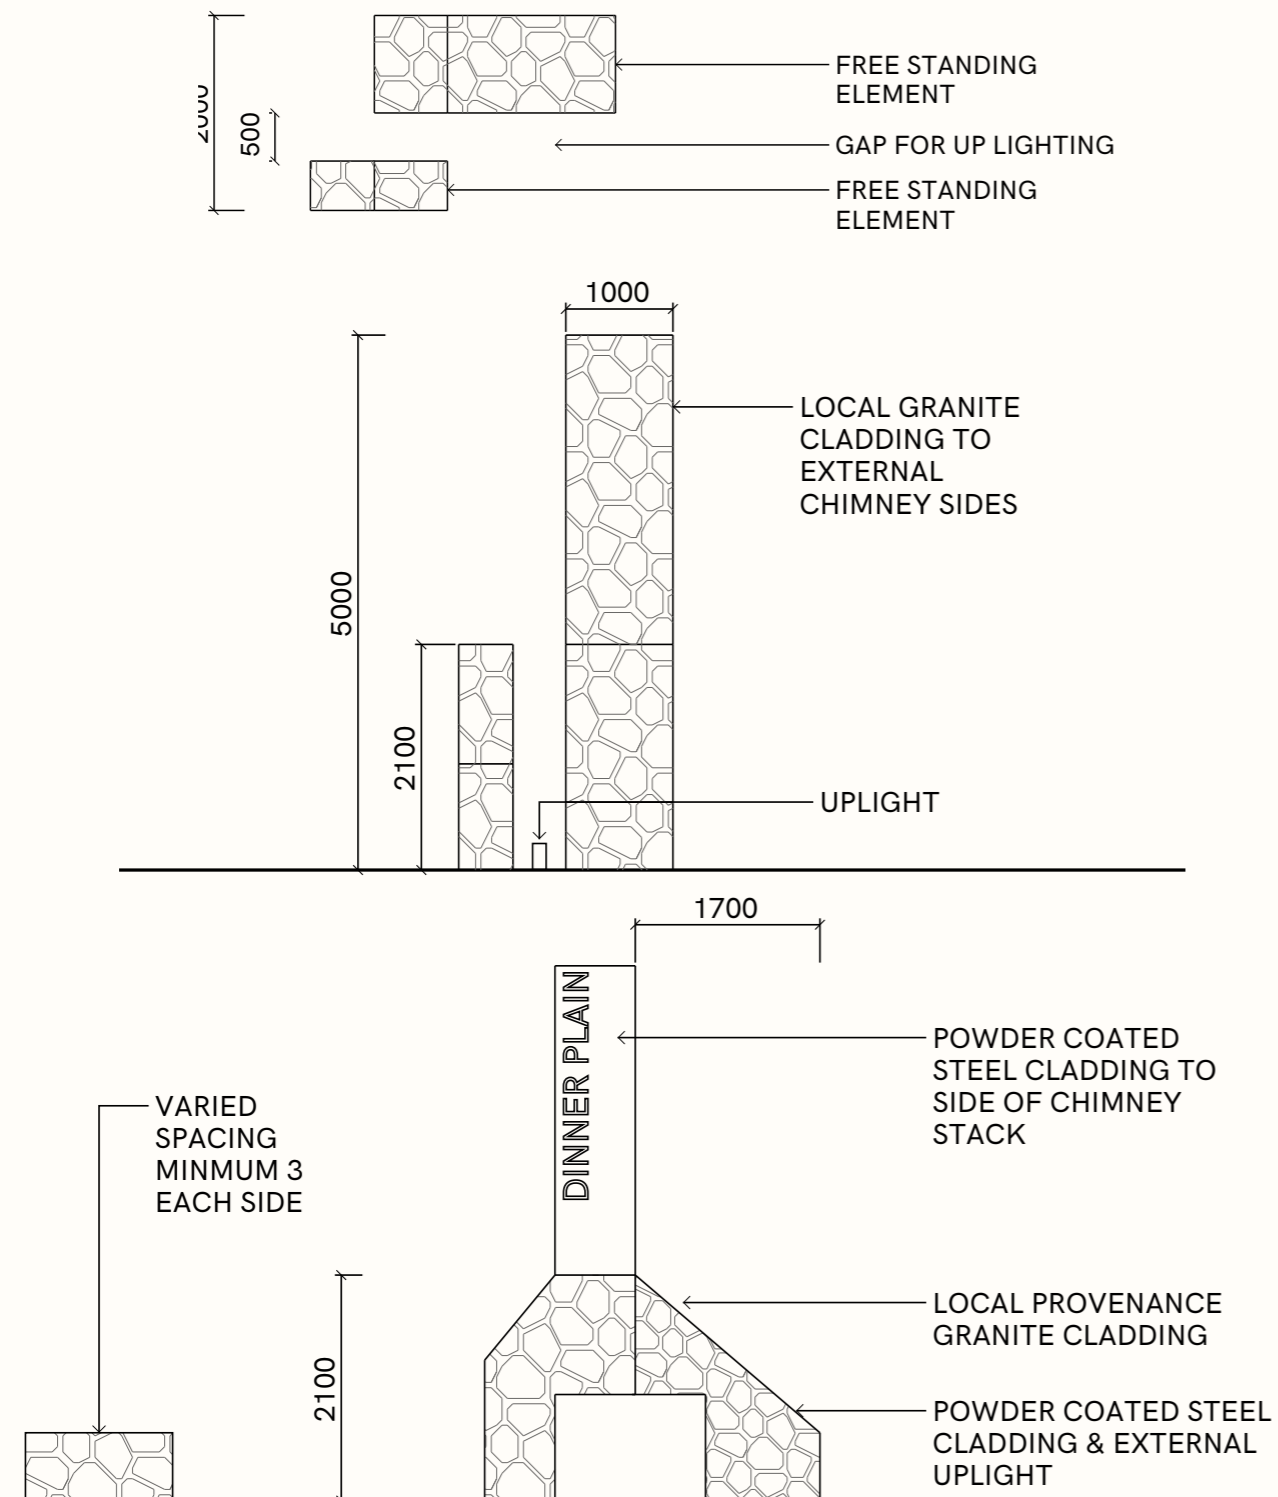 FREE STANDING
ELEMENT
2000
500
GAP FOR UP LIGHTING
FREE STANDING
ELEMENT
1000
LOCAL GRANITE
CLADDING TO
EXTERNAL
CHIMNEY SIDES
5000
2100
UPLIGHT
1700
DINNER PLAIN
POWDER COATED
STEEL CLADDING TO
SIDE OF CHIMNEY
STACK
VARIED
SPACING
MINMUM 3
EACH SIDE
LOCAL PROVENANCE
GRANITE CLADDING
2100
POWDER COATED STEEL
CLADDING & EXTERNAL
UPLIGHT